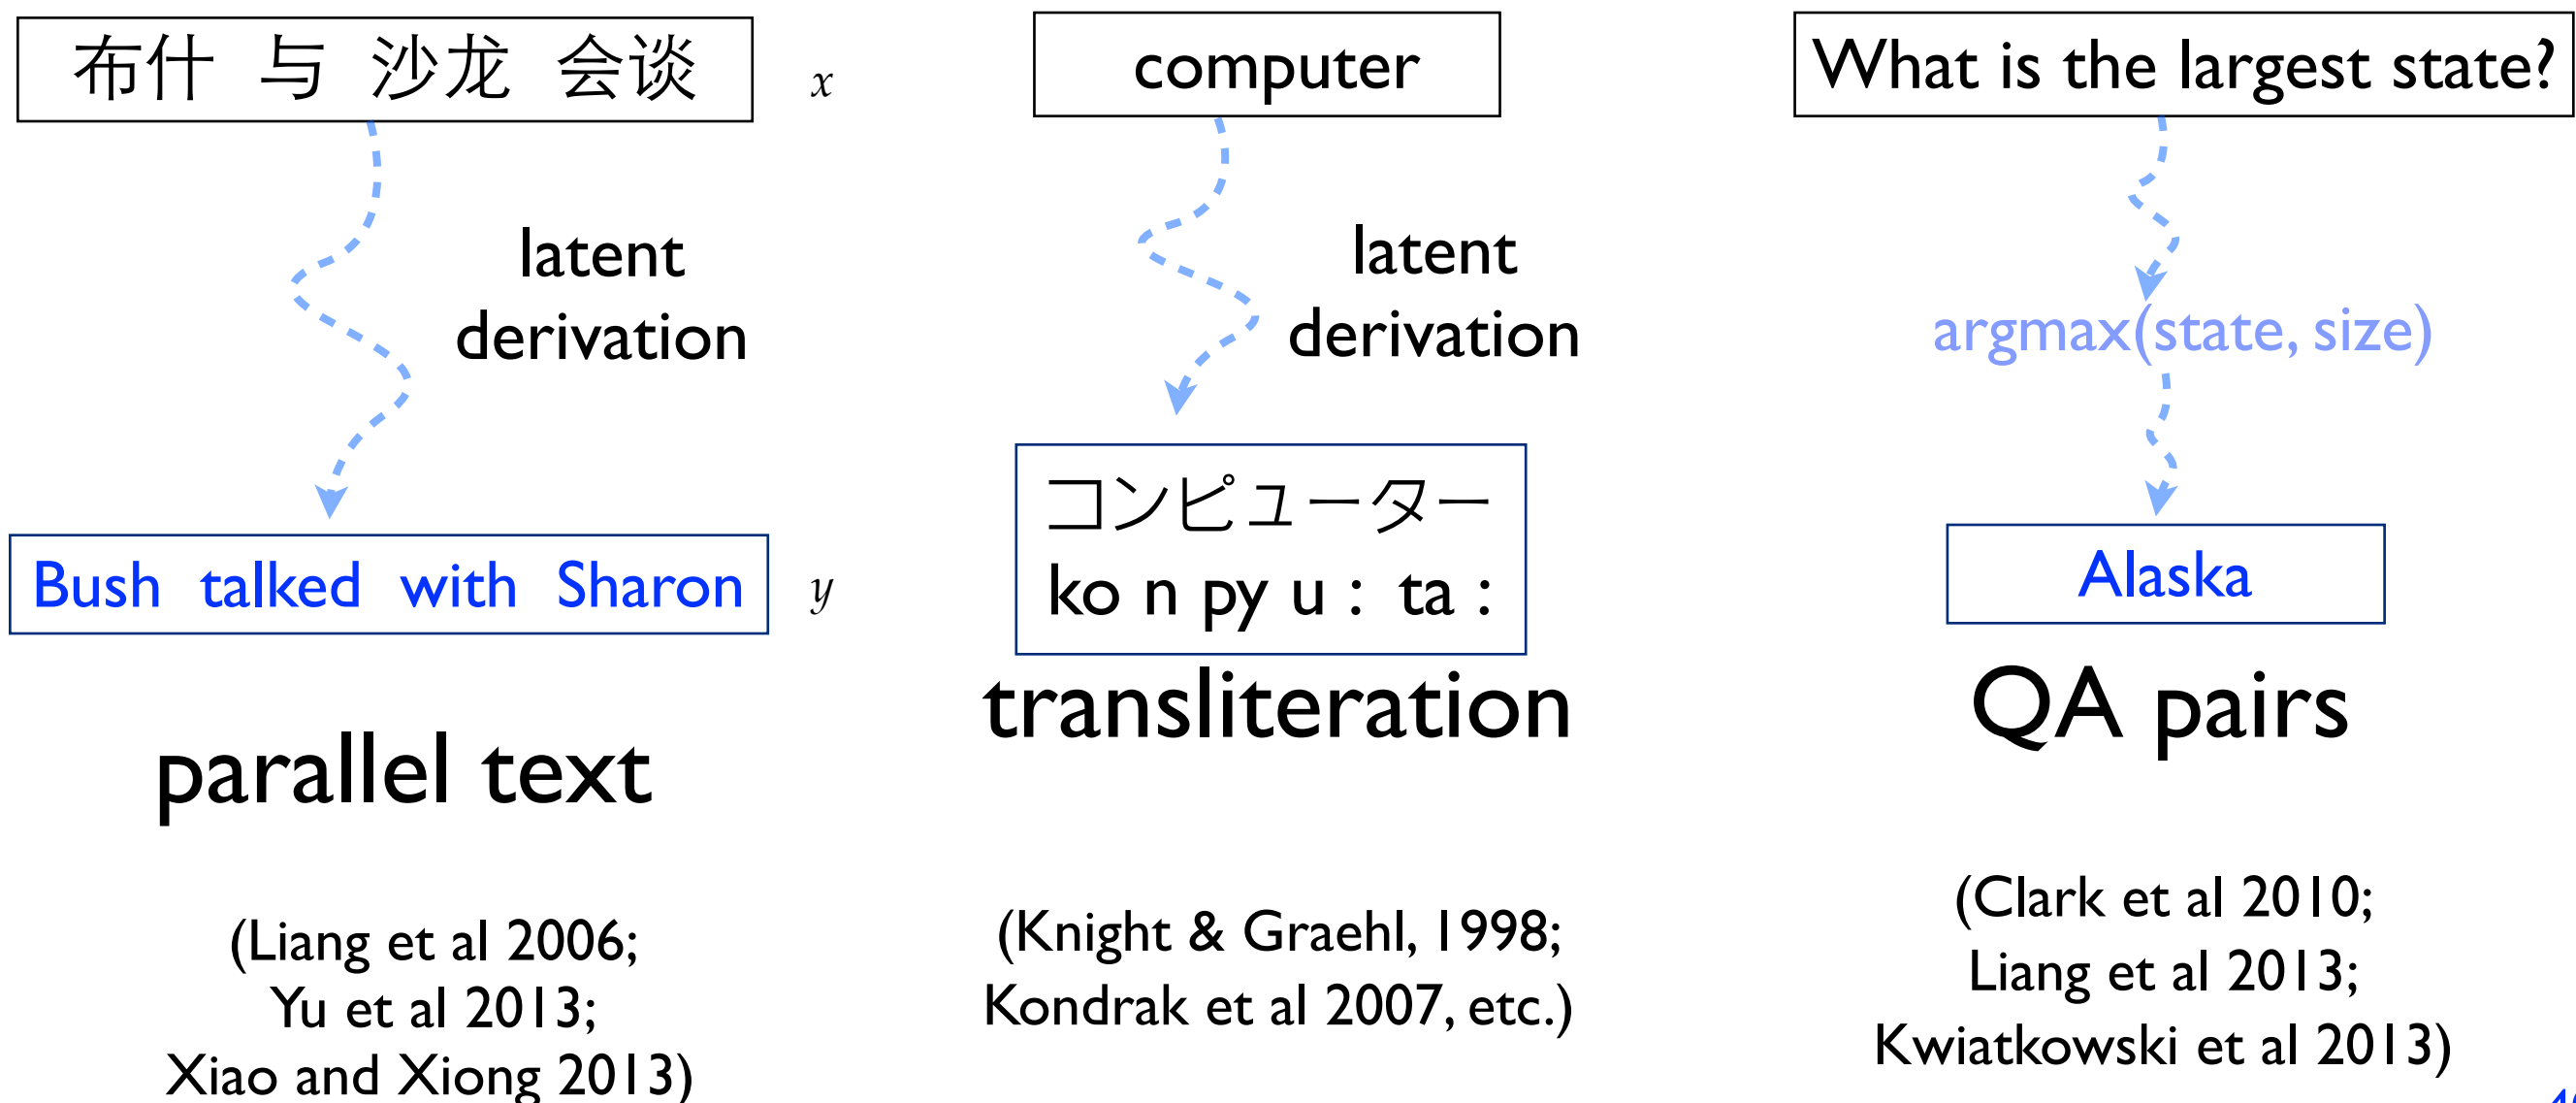 布什 与 沙龙 会谈
x
latent
derivation
Bush talked with Sharon
y
parallel text
(Liang et al 2006;
Yu et al 2013;
Xiao and Xiong 2013)
computer
latent
derivation
コンピューター
ko n py u : ta :
transliteration
(Knight & Graehl, 1998;
Kondrak et al 2007, etc.)
What is the largest state?
argmax(state, size)
Alaska
QA pairs
(Clark et al 2010;
Liang et al 2013;
Kwiatkowski et al 2013)